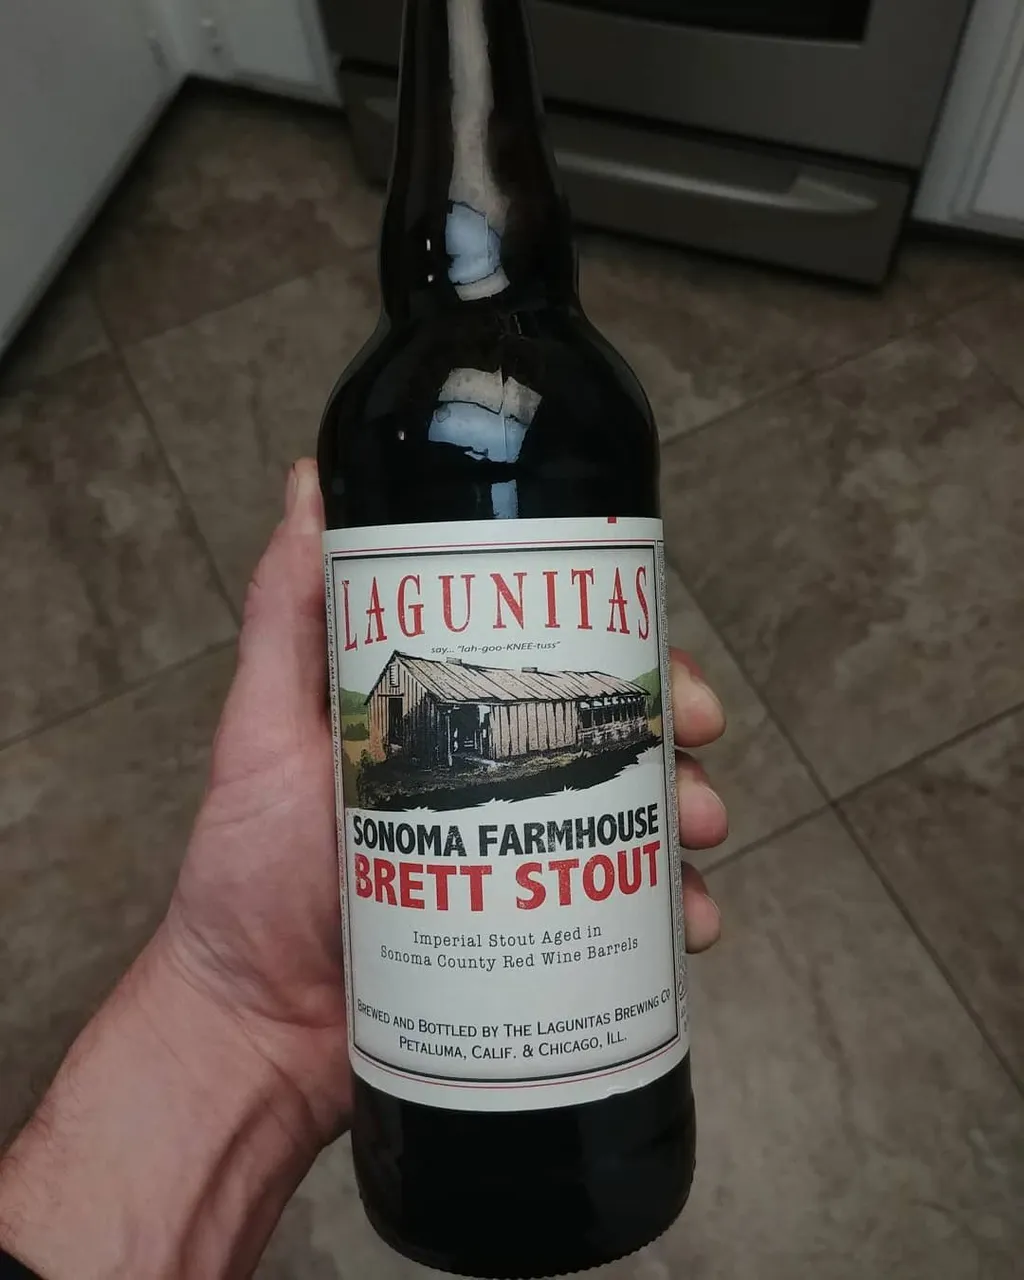 LAGUNITAS
say... "lah-goo-KNEE-tuss"
SONOMA FARMHOUSE
BRETT STOUT
Imperial Stout Aged in
Sonoma County Red Wine Barrels
BREWED AND BOTTLED BY THE LAGUNITAS BREWING CO
PETALUMA, CALIF. & CHICAGO, ILL.